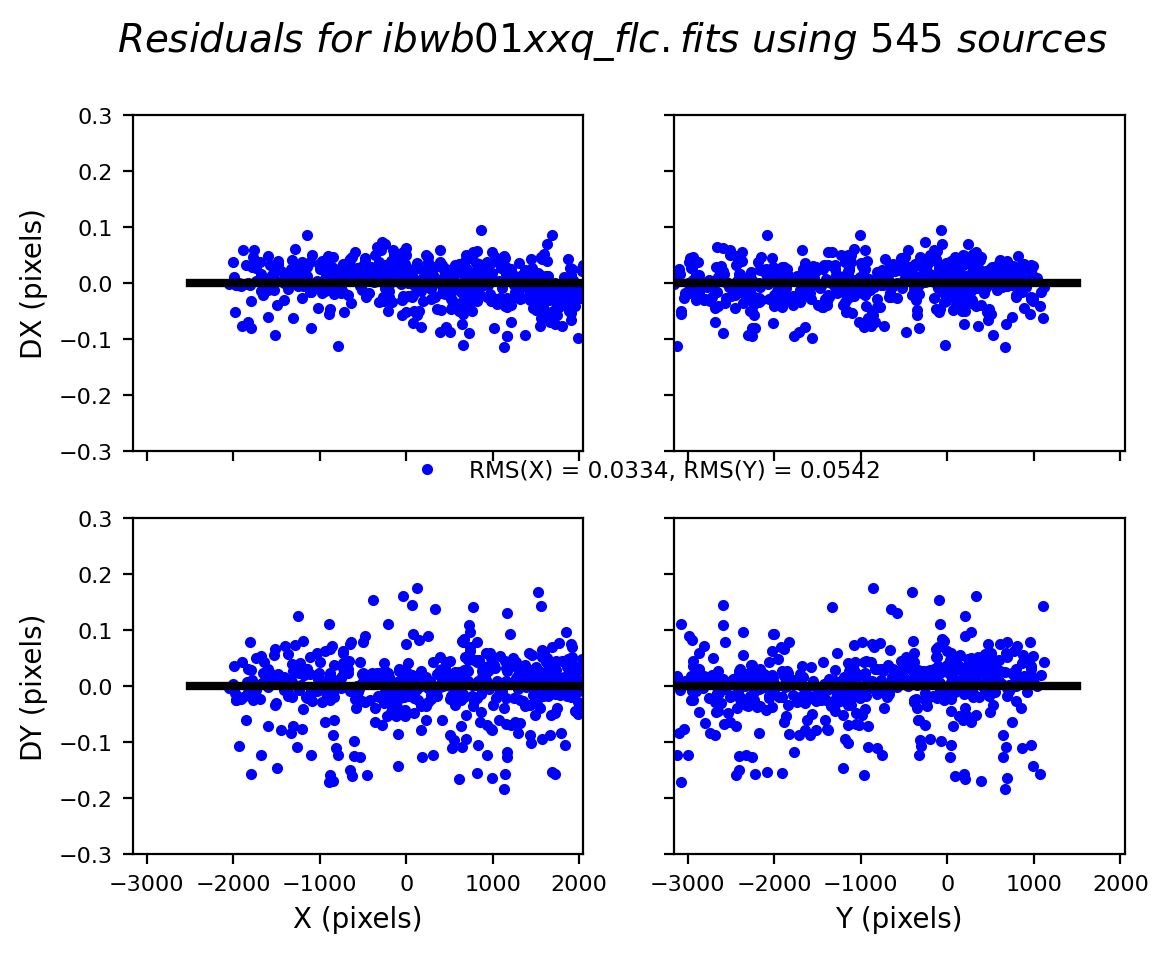 Residuals for ibwb01xxq_flc.fits using 545 sources
0.3
0.2
0.1
0.0
−0.1
−0.2
−0.3
DX (pixels)
RMS(X) = 0.0334, RMS(Y) = 0.0542
0.3
0.2
0.1
0.0
−0.1
−0.2
−0.3
DY (pixels)
−3000 −2000 −1000 0 1000 2000
−3000 −2000 −1000 0 1000 2000
X (pixels)
Y (pixels)